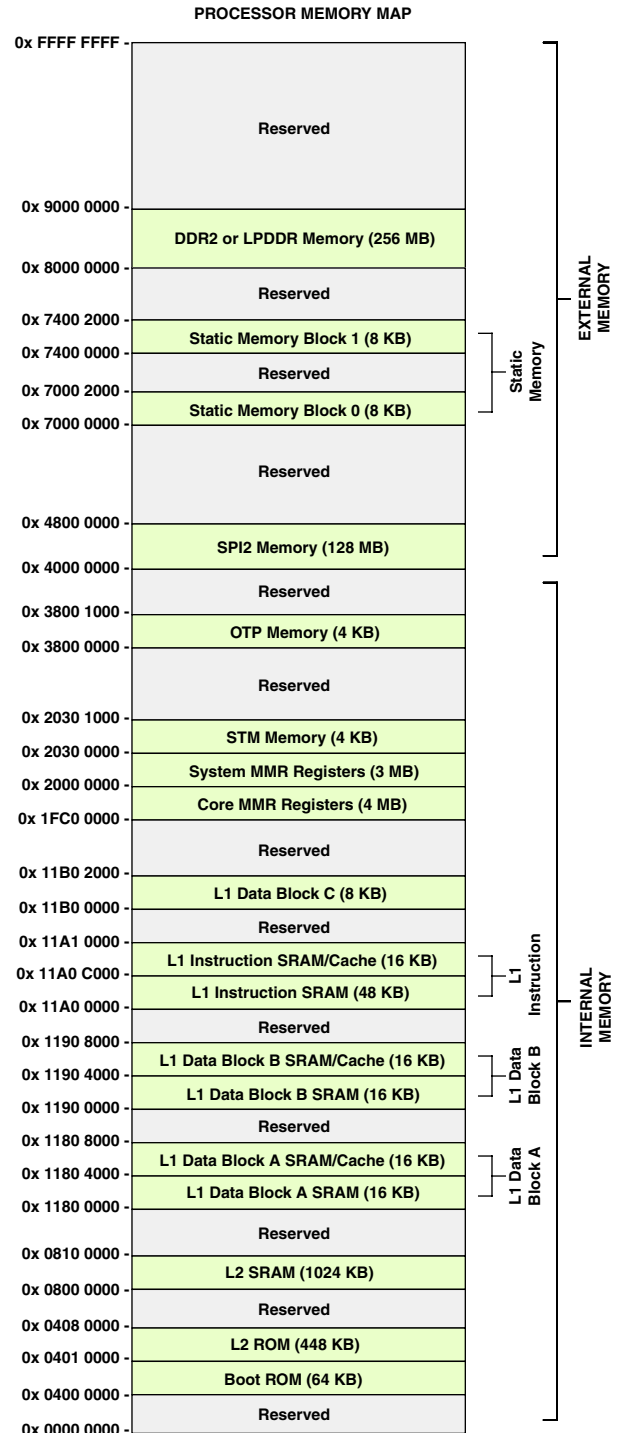 PROCESSOR MEMORY MAP
0x FFFF FFFF -
Reserved
0x 9000 0000 -
DDR2 or LPDDR Memory (256 MB)
0x 8000 0000 -
Reserved
0x 7400 2000 -
Static Memory Block 1 (8 KB)
0x 7400 0000 -
Reserved
0x 7000 2000 -
Static Memory Block 0 (8 KB)
0x 7000 0000 -
Static
Memory
Reserved
0x 4800 0000 -
SPI2 Memory (128 MB)
0x 4000 0000 -
EXTERNAL
MEMORY
Reserved
0x 3800 1000 -
OTP Memory (4 KB)
0x 3800 0000 -
Reserved
0x 2030 1000 -
STM Memory (4 KB)
0x 2030 0000 -
System MMR Registers (3 MB)
0x 2000 0000 -
Core MMR Registers (4 MB)
0x 1FC0 0000 -
Reserved
0x 11B0 2000 -
L1 Data Block C (8 KB)
0x 11B0 0000 -
Reserved
0x 11A1 0000 -
L1 Instruction SRAM/Cache (16 KB)
0x 11A0 C000 -
L1 Instruction SRAM (48 KB)
0x 11A0 0000 -
L1
Instruction
Reserved
0x 1190 8000 -
L1 Data Block B SRAM/Cache (16 KB)
0x 1190 4000 -
L1 Data Block B SRAM (16 KB)
0x 1190 0000 -
L1 Data
Block B
Reserved
0x 1180 8000 -
L1 Data Block A SRAM/Cache (16 KB)
0x 1180 4000 -
L1 Data Block A SRAM (16 KB)
0x 1180 0000 -
L1 Data
Block A
Reserved
0x 0810 0000 -
L2 SRAM (1024 KB)
0x 0800 0000 -
Reserved
0x 0408 0000 -
L2 ROM (448 KB)
0x 0401 0000 -
Boot ROM (64 KB)
0x 0400 0000 -
Reserved
0x 0000 0000 -
INTERNAL
MEMORY